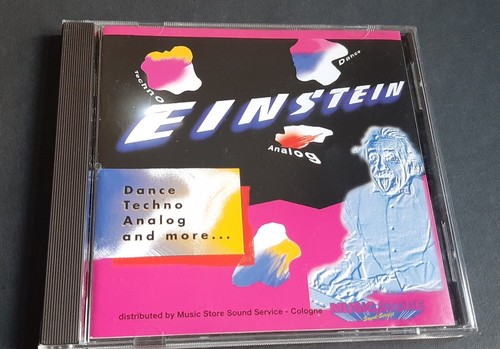 Techno
Dance
EINSTEIN
Analog
Dance
Techno
Analog
and more...
distributed by Music Store Sound Service - Cologne